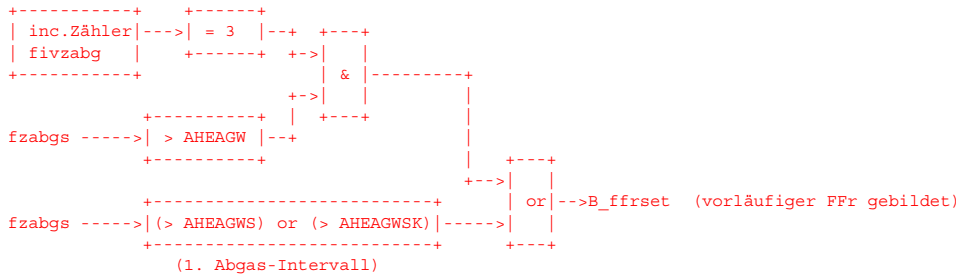 +-----------+  +------+
| inc.Zähler|--->| = 3  |--+  +---+
| fivzabg   |    +------+  +->|   |
+-----------+                 | & |---------+
                           +->|   |         |
             +----------+  |  +---+         |
fzabgs ----->| > AHEAGW |--+                |
             +----------+                   |   +---+
                                            +-->|   |
             +--------------------------+       | or|-->B_ffrset  (vorläufiger FFr gebildet)
fzabgs ----->|(> AHEAGWS) or (> AHEAGWSK)|----->|   |
             +--------------------------+       +---+
                (1. Abgas-Intervall)